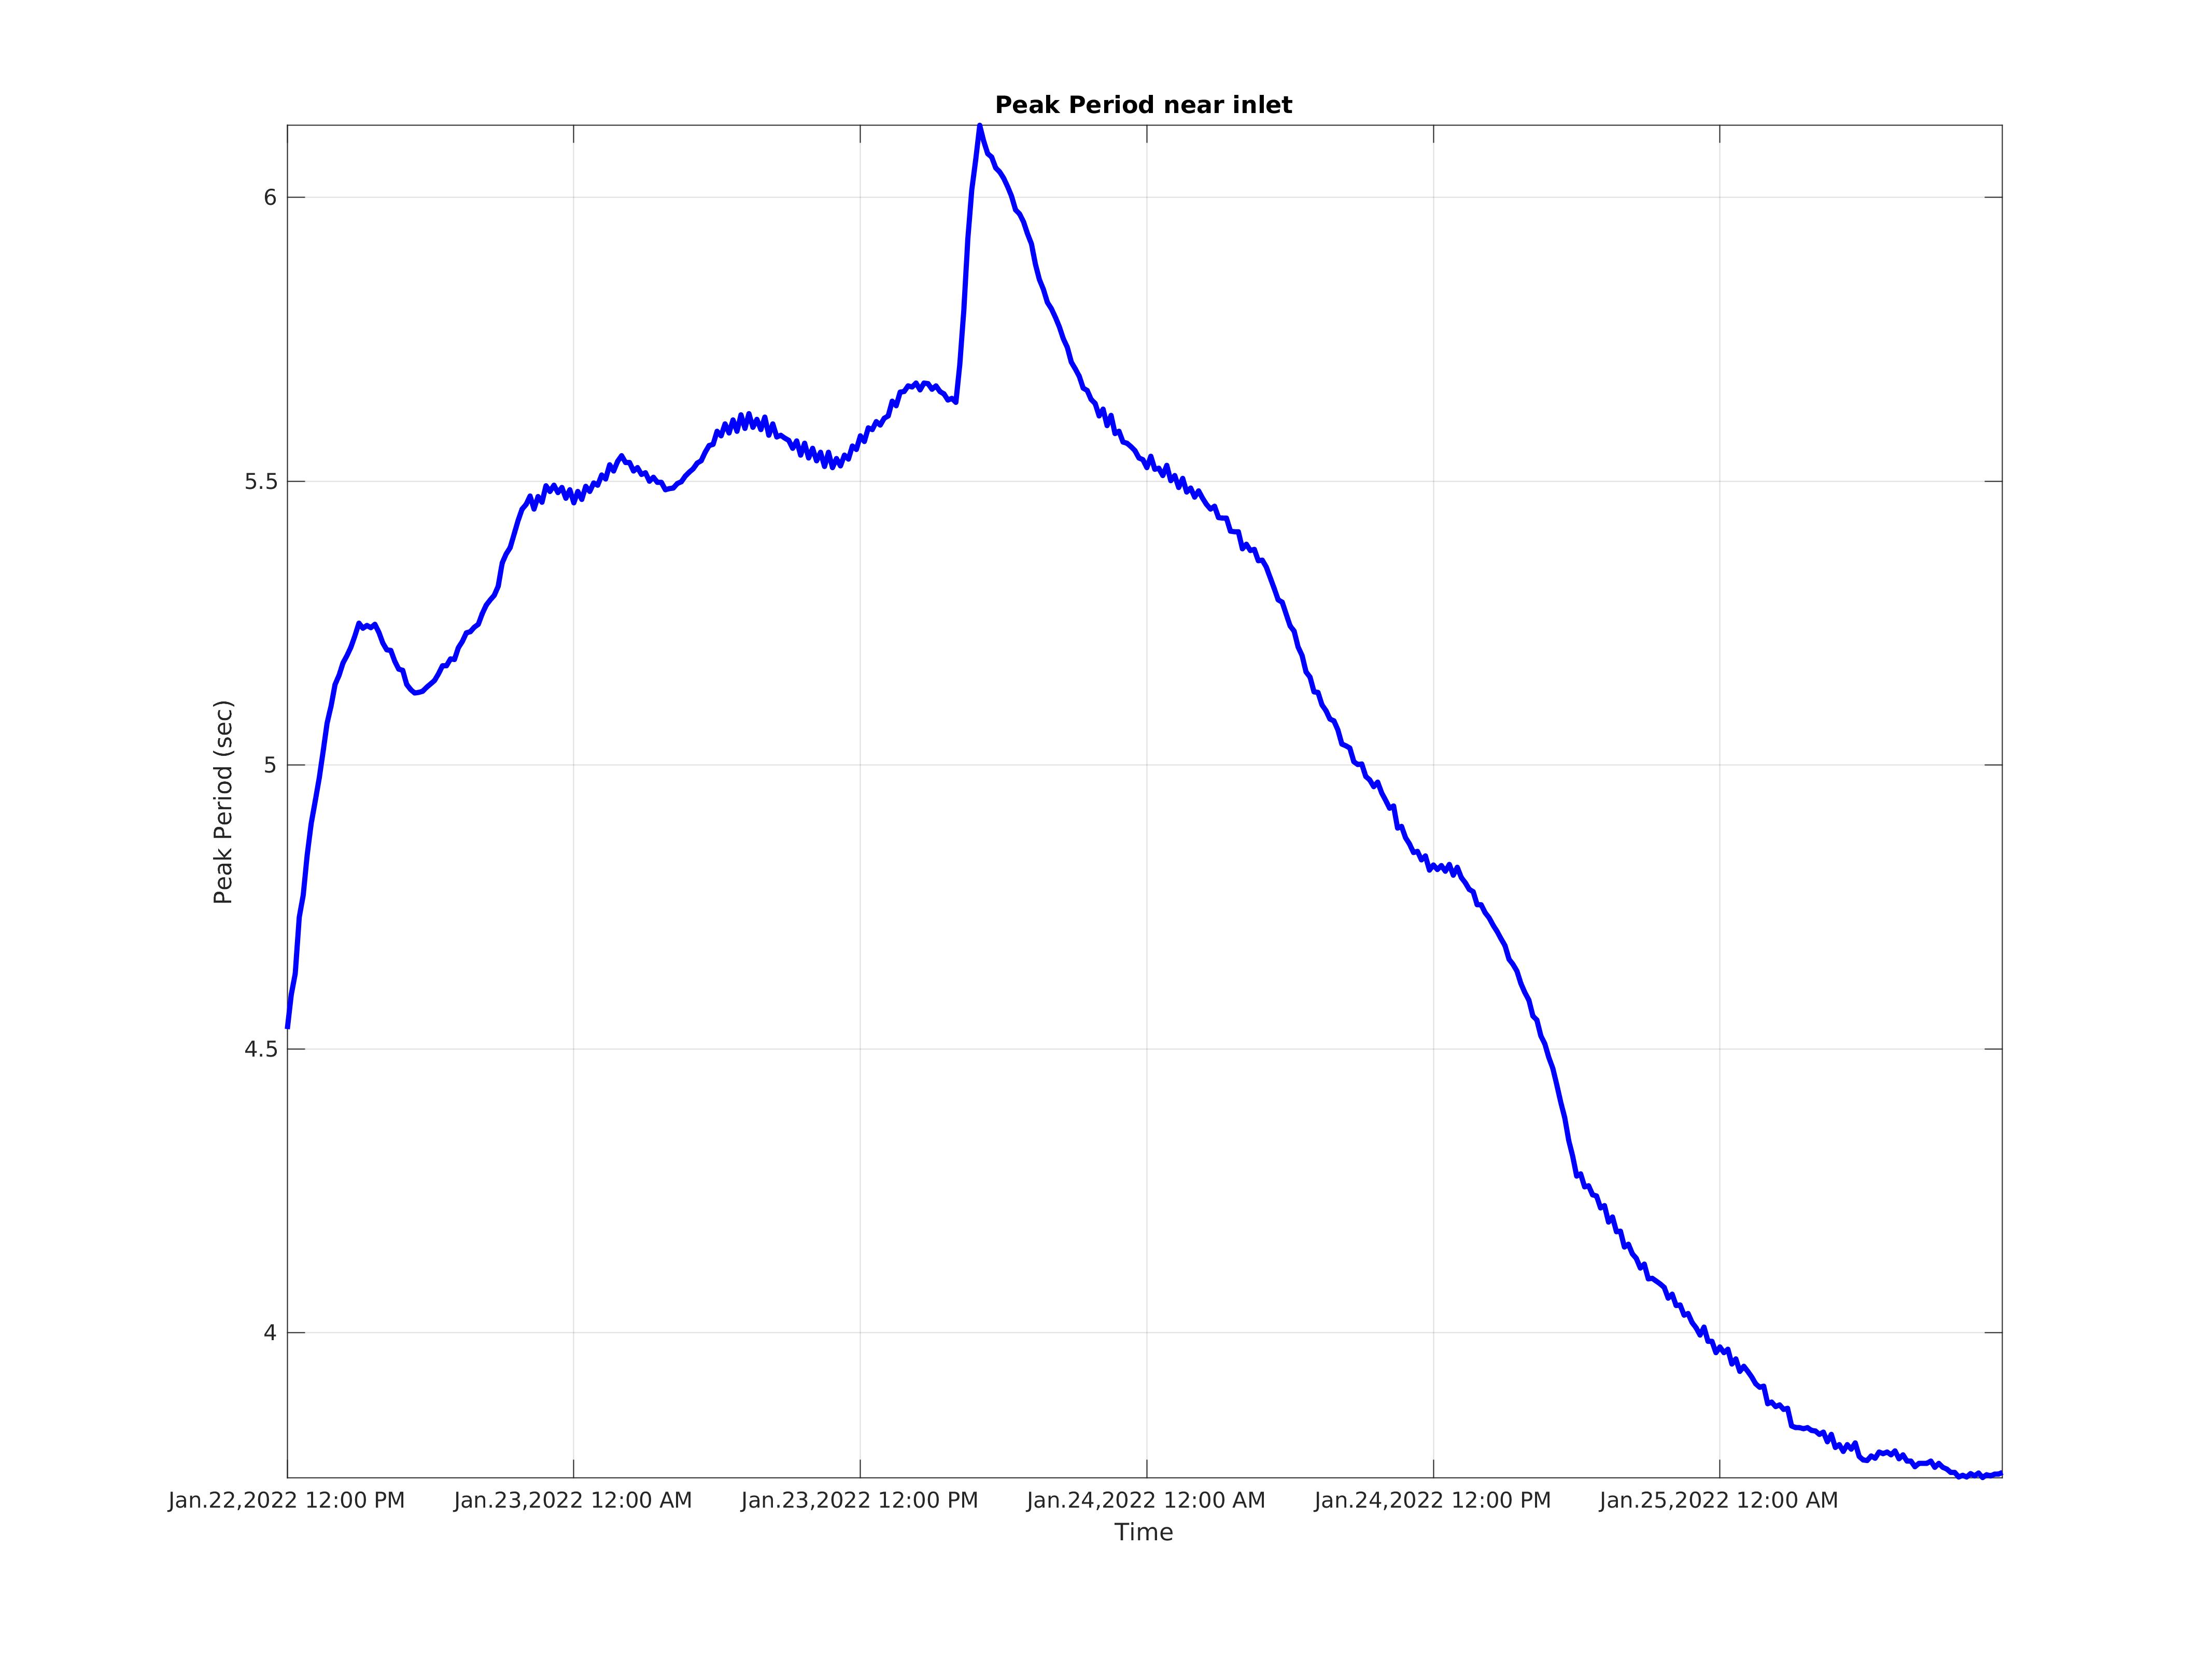 Peak Period near inlet
6
5.5
5
4.5
4
Peak Period (sec)
Jan.22,2022 12:00 PM Jan.23,2022 12:00 AM Jan.23,2022 12:00 PM Jan.24,2022 12:00 AM Jan.24,2022 12:00 PM Jan.25,2022 12:00 AM
Time